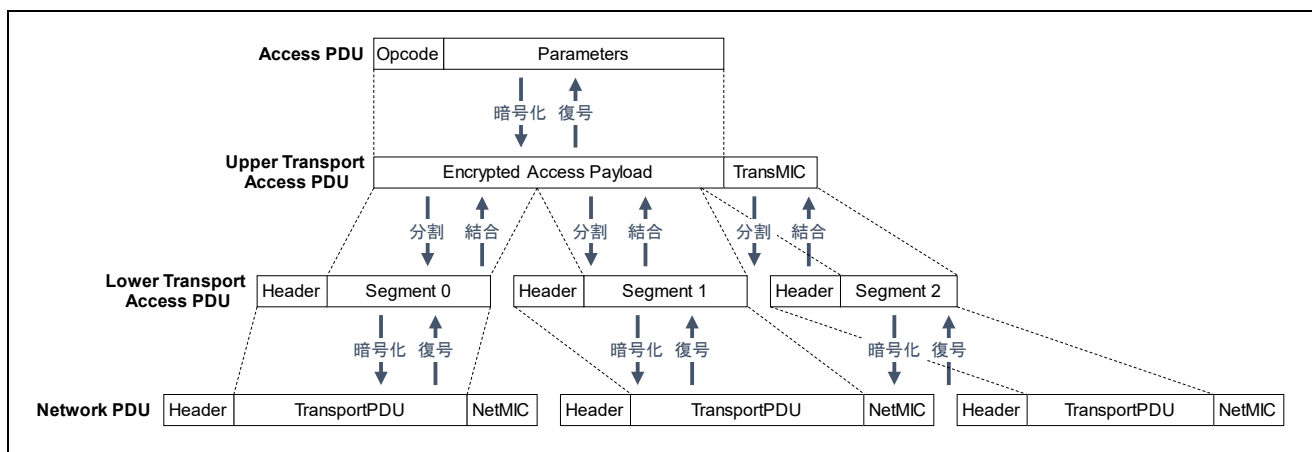 Access PDU Opcode Parameters
暗号化 復号
Upper Transport Access PDU Encrypted Access Payload TransMIC
分割 結合 分割 結合 分割 結合
Lower Transport Access PDU Header Segment 0 Header Segment 1 Header Segment 2
暗号化 復号 暗号化 復号 暗号化 復号
Network PDU Header TransportPDU NetMIC Header TransportPDU NetMIC Header TransportPDU NetMIC